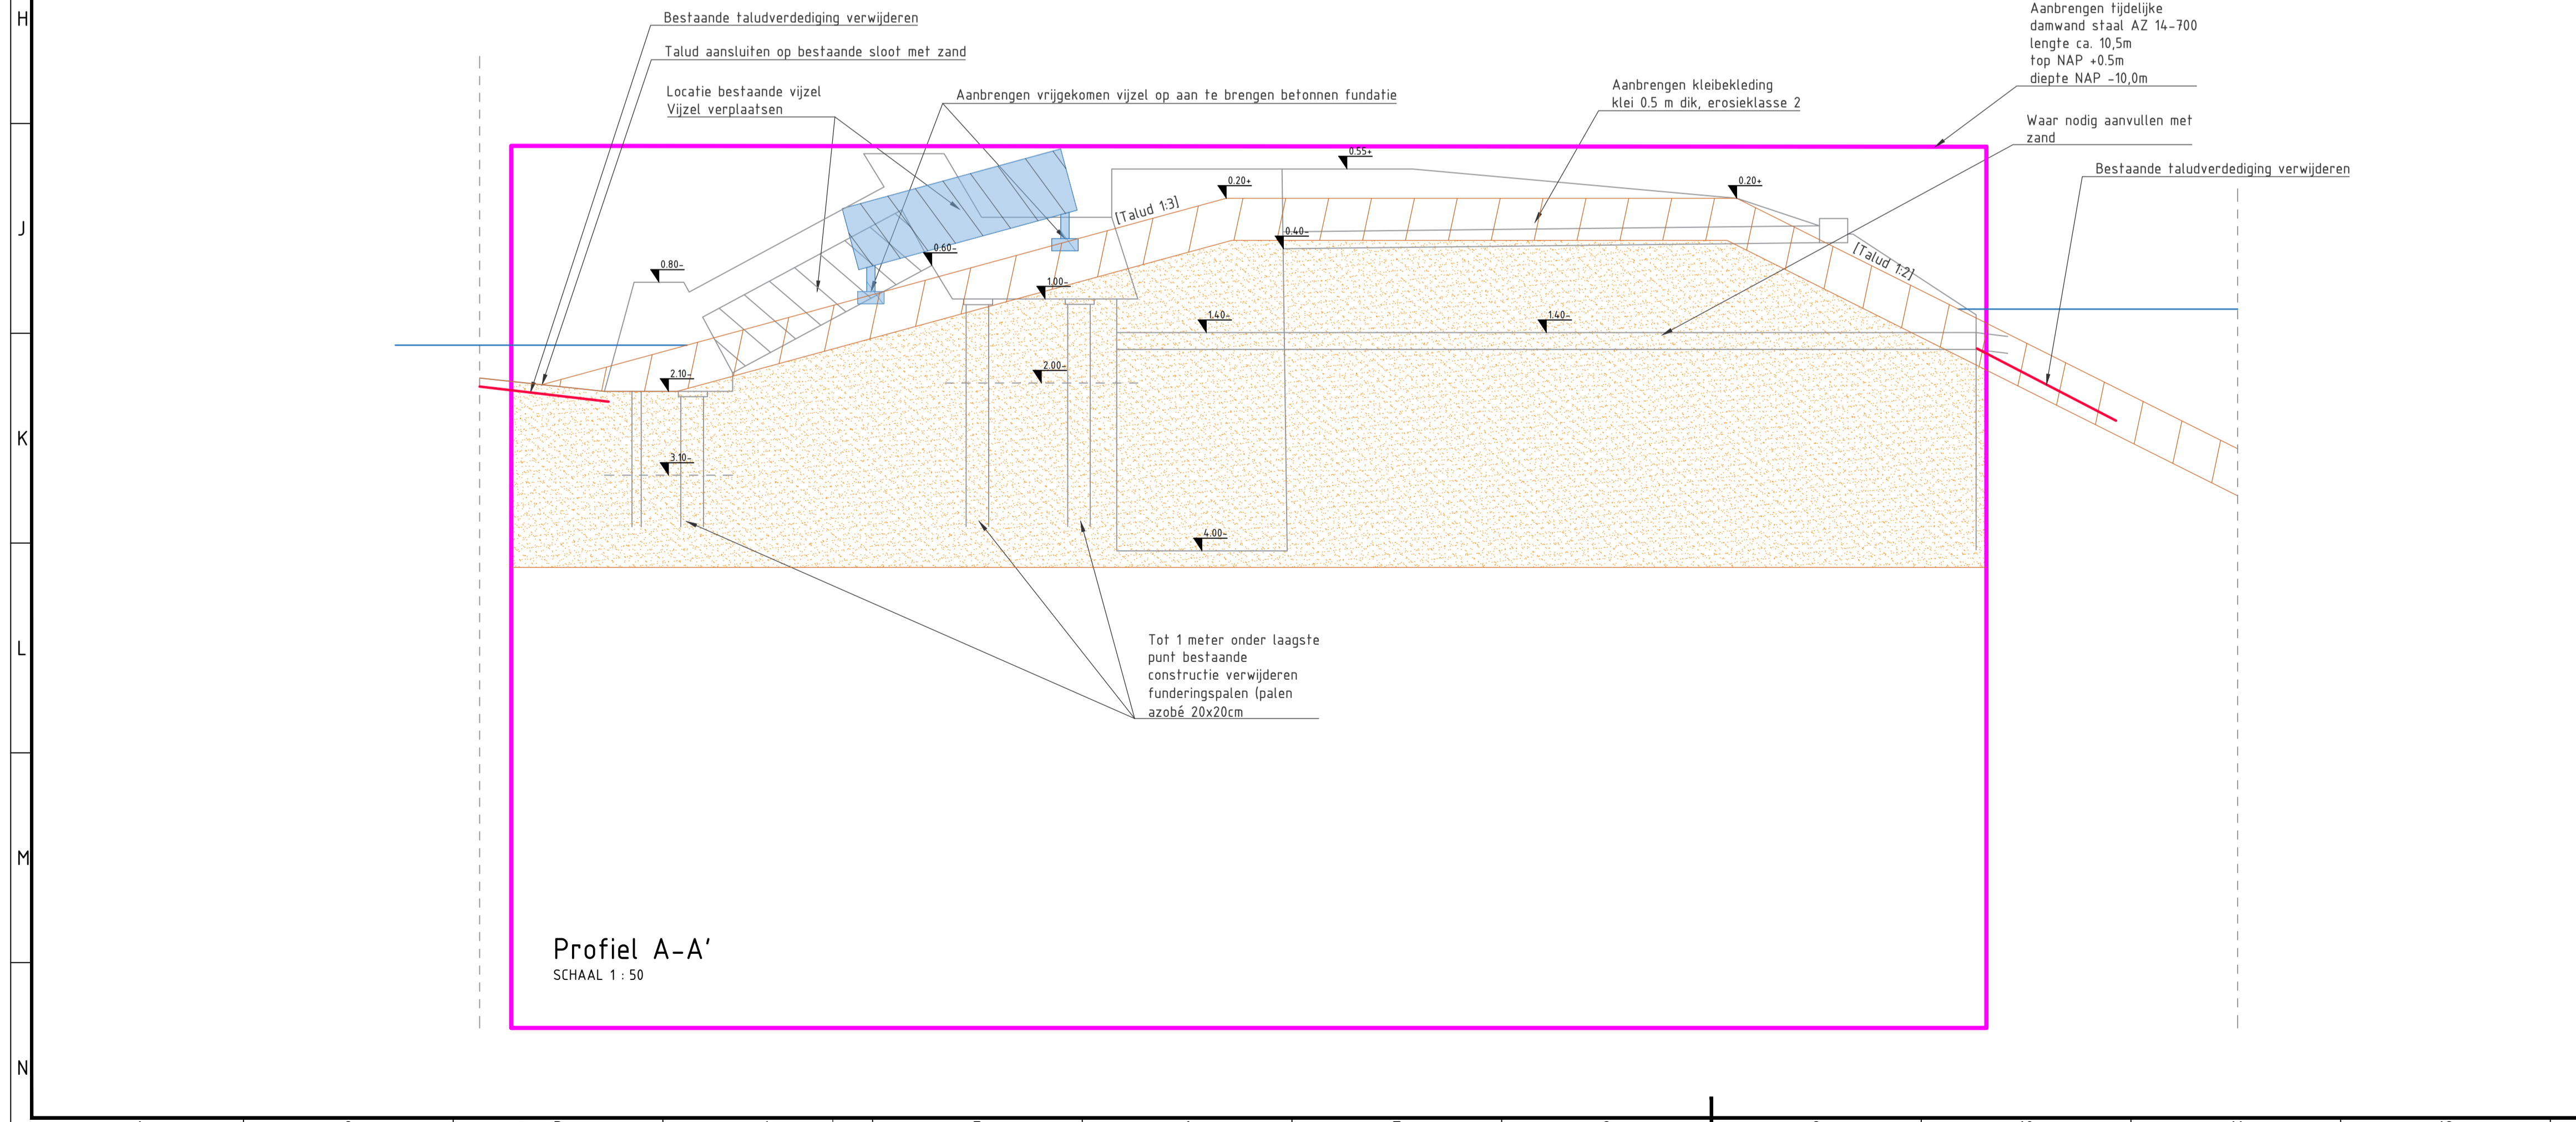 H
J
K
L
M
N
Bestaande taludverdediging verwijderen
Talud aansluiten op bestaande sloot met zand
Locatie bestaande vijzel
Vijzel verplaatsen
Aanbrengen vrijgekomen vijzel op aan te brengen betonnen fundatie
Aanbrengen kleibekleding
klei 0.5 m dik, erosieklasse 2
Aanbrengen tijdelijke
damwand staal AZ 14-700
lengte ca. 10,5m
top NAP +0.5m
diepte NAP -10,0m
Waar nodig aanvullen met
zand
Bestaande taludverdediging verwijderen
0.55+
0.20+
0.20+
[Talud 1:3]
0.40-
0.60-
[Talud 1:2]
0.80-
1.00-
1.40-
1.40-
2.00-
2.10-
3.10-
4.00-
Tot 1 meter onder laagste
punt bestaande
constructie verwijderen
funderingspalen (palen
azobé 20x20cm
Profiel A-A'
SCHAAL 1 : 50